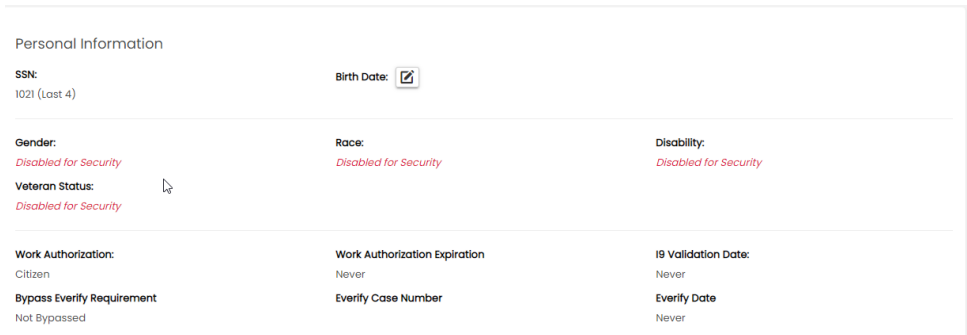 Personal Information
SSN:
1021 (Last 4)
Birth Date:
Gender:
Disabled for Security
Race:
Disabled for Security
Disability:
Disabled for Security
Veteran Status:
Disabled for Security
Work Authorization:
Citizen
Work Authorization Expiration
Never
I9 Validation Date:
Never
Bypass Everify Requirement
Not Bypassed
Everify Case Number
Everify Date
Never